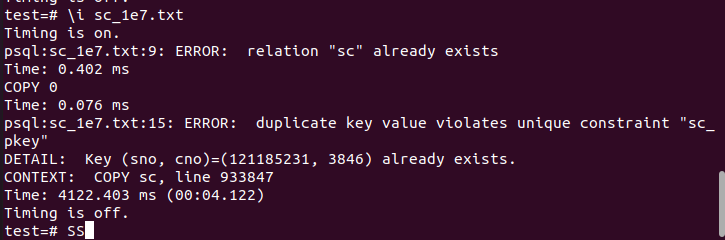 Timing is off.
test=# \i sc_1e7.txt
Timing is on.
psql:sc_1e7.txt:9: ERROR:  relation "sc" already exists
Time: 0.402 ms
COPY 0
Time: 0.076 ms
psql:sc_1e7.txt:15: ERROR:  duplicate key value violates unique constraint "sc_
pkey"
DETAIL:  Key (sno, cno)=(121185231, 3846) already exists.
CONTEXT:  COPY sc, line 933847
Time: 4122.403 ms (00:04.122)
Timing is off.
test=# SS